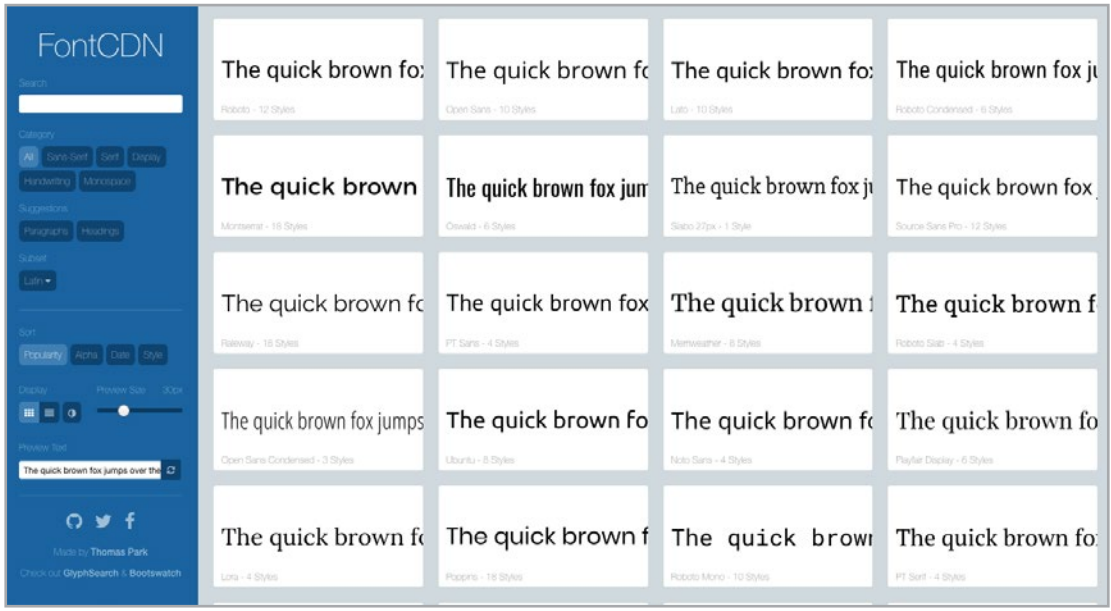 FontCDN
Search
Category
All Sans-Serif Serif Display
Handwriting Monospace
Suggestions
Paragraphs Headings
Subset
Latin
Sort
Popularity Alpha Date Style
Display Preview Size 30px
Preview Text
The quick brown fox jumps over the
Made by Thomas Park
Check out GlyphSearch & Bootswatch
The quick brown fox
Roboto - 12 Styles
The quick brown fo
Open Sans - 10 Styles
The quick brown fox
Lato - 10 Styles
The quick brown fox ju
Roboto Condensed - 6 Styles
The quick brown
Montserrat - 18 Styles
The quick brown fox jum
Oswald - 6 Styles
The quick brown fox ju
Slabo 27px - 1 Style
The quick brown fox
Source Sans Pro - 12 Styles
The quick brown fo
Raleway - 18 Styles
The quick brown fox
PT Sans - 4 Styles
The quick brown f
Merriweather - 8 Styles
The quick brown f
Roboto Slab - 4 Styles
The quick brown fox jumps
Open Sans Condensed - 3 Styles
The quick brown fo
Ubuntu - 8 Styles
The quick brown fo
Noto Sans - 4 Styles
The quick brown fo
Playfair Display - 6 Styles
The quick brown fo
Lora - 4 Styles
The quick brown f
Poppins - 18 Styles
The quick brown
Roboto Mono - 10 Styles
The quick brown fo
PT Serif - 4 Styles